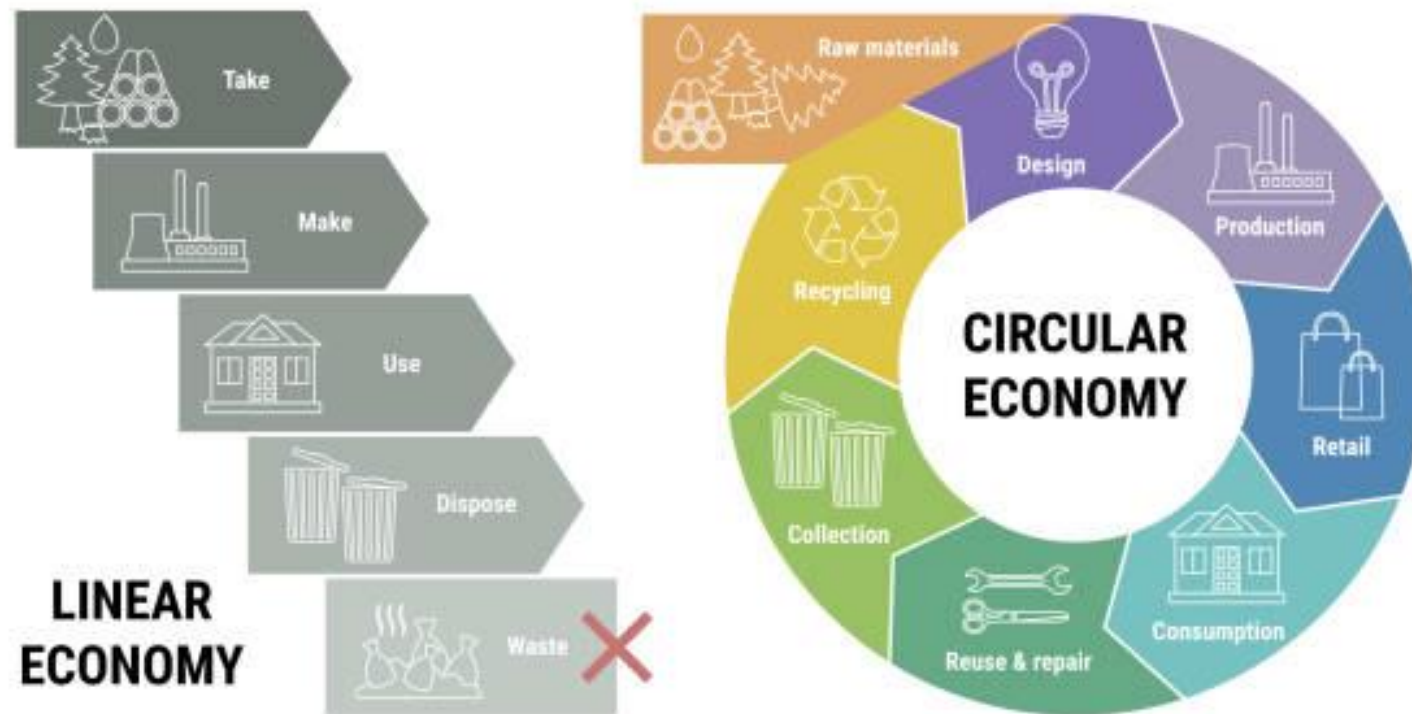 Take
Make
Use
Dispose
Waste
LINEAR
ECONOMY
Raw materials
Design
Production
Retail
Consumption
Reuse & repair
Collection
Recycling
CIRCULAR
ECONOMY